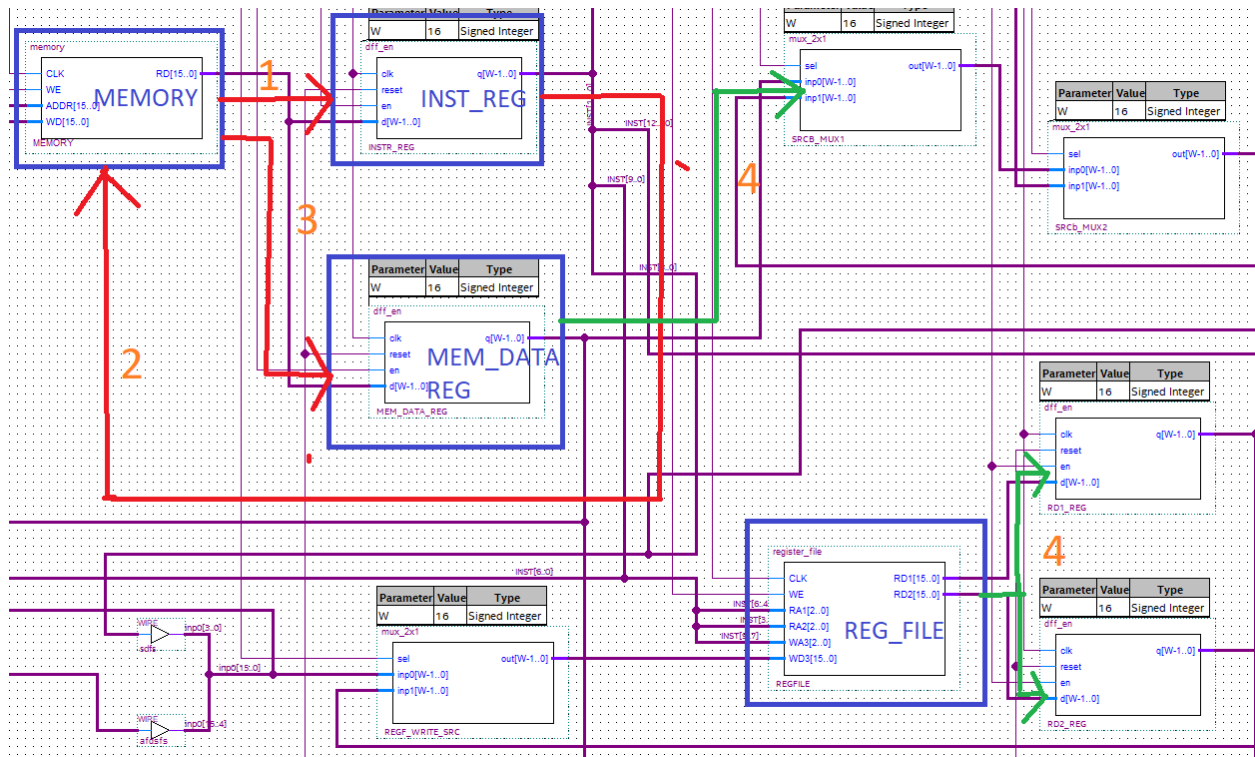 Parameter Value Type
W 16 Signed Integer
dff_en
clk
reset
en
d[W-1..0]
q[W-1..0]
INST_REG
INSTR_REG
memory
CLK
WE
ADDR[15..0]
WD[15..0]
RD[15..0]
MEMORY
MEMORY
1
W 16 Signed Integer
mux_2x1
sel
inp0[W-1..0]
inp1[W-1..0]
out[W-1..0]
SRCB_MUX1
Parameter Value Type
W 16 Signed Integer
mux_2x1
sel
inp0[W-1..0]
inp1[W-1..0]
out[W-1..0]
SRCb_MUX2
INST[9..0]
4
3
2
Parameter Value Type
W 16 Signed Integer
dff_en
clk
reset
en
d[W-1..0]
q[W-1..0]
MEM_DATA
REG
MEM_DATA_REG
Parameter Value Type
W 16 Signed Integer
dff_en
clk
reset
en
d[W-1..0]
q[W-1..0]
RD1_REG
4
INST[6..0]
register_file
CLK
WE
RA1[2..0]
RA2[2..0]
WA3[2..0]
WD3[15..0]
RD1[15..0]
RD2[15..0]
REG_FILE
REGFILE
Parameter Value Type
W 16 Signed Integer
dff_en
clk
reset
en
d[W-1..0]
q[W-1..0]
RD2_REG
Parameter Value Type
W 16 Signed Integer
mux_2x1
sel
inp0[W-1..0]
inp1[W-1..0]
out[W-1..0]
REGF_WRITE_SRC
WIRE
inp0[3..0]
sdfs
inp0[15..0]
WIRE
inp0[15..4]
afdsfs